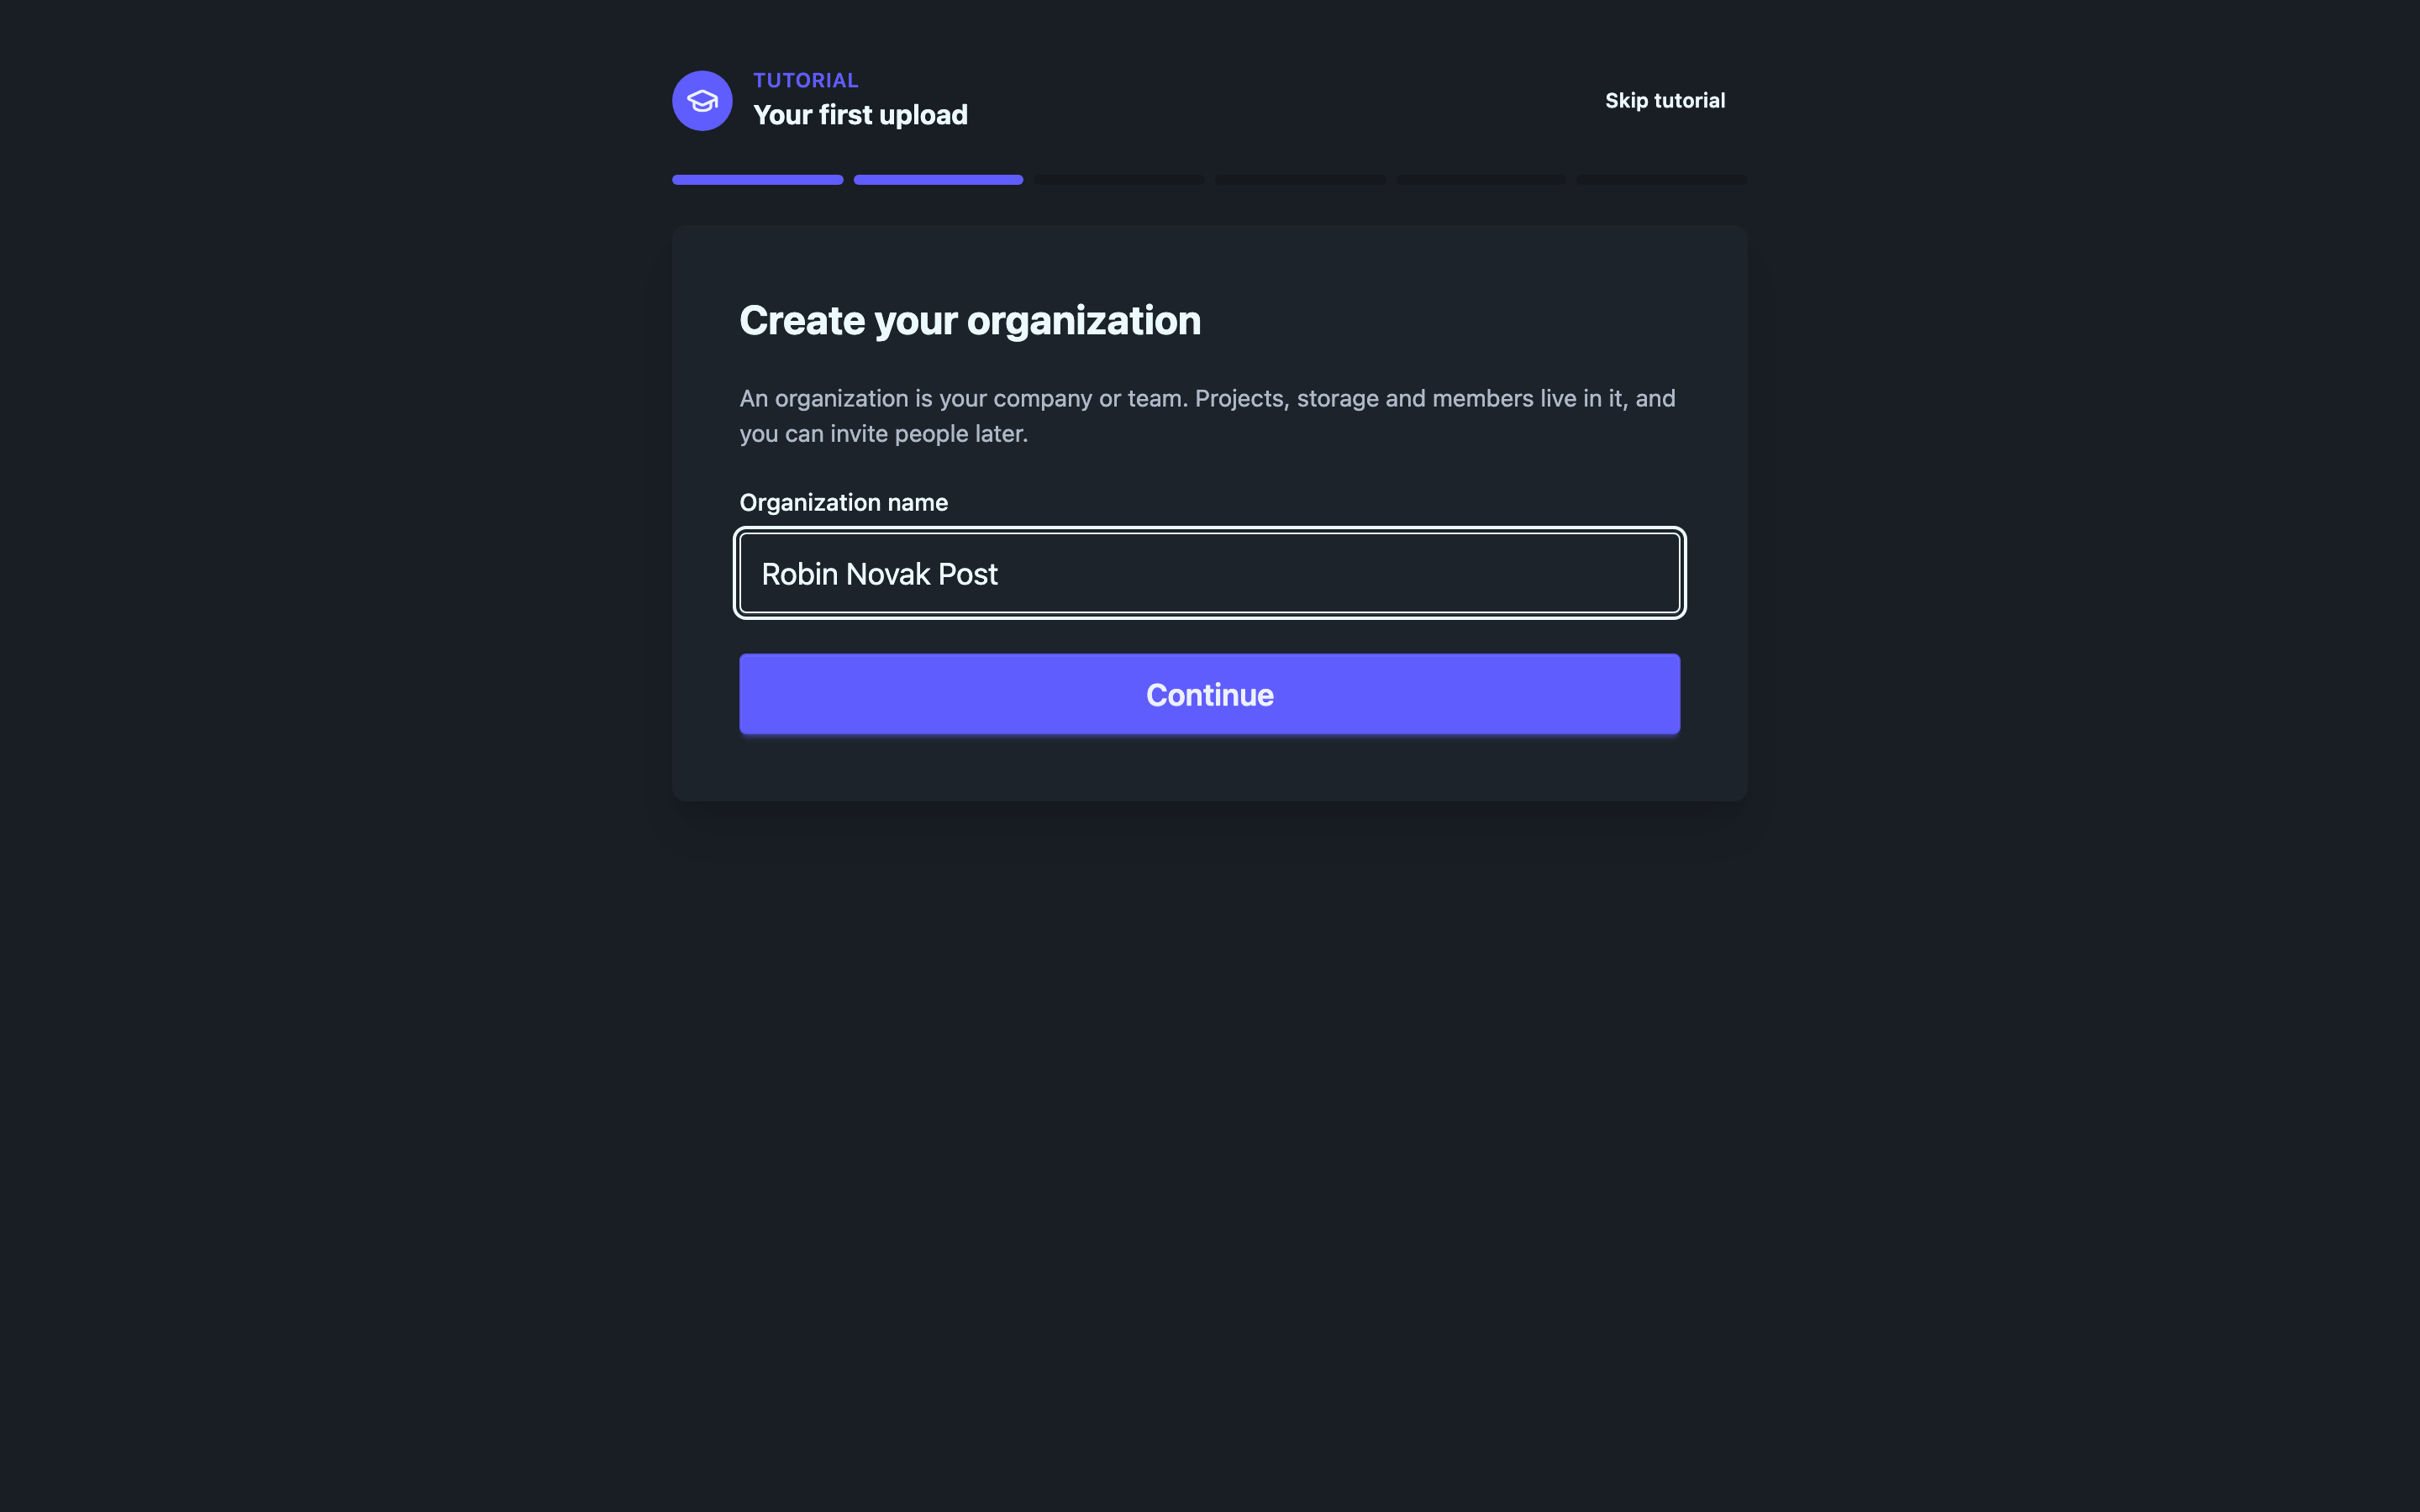 TUTORIAL
Your first upload
Skip tutorial
Create your organization
An organization is your company or team. Projects, storage and members live in it, and
you can invite people later.
Organization name
Robin Novak Post
Continue